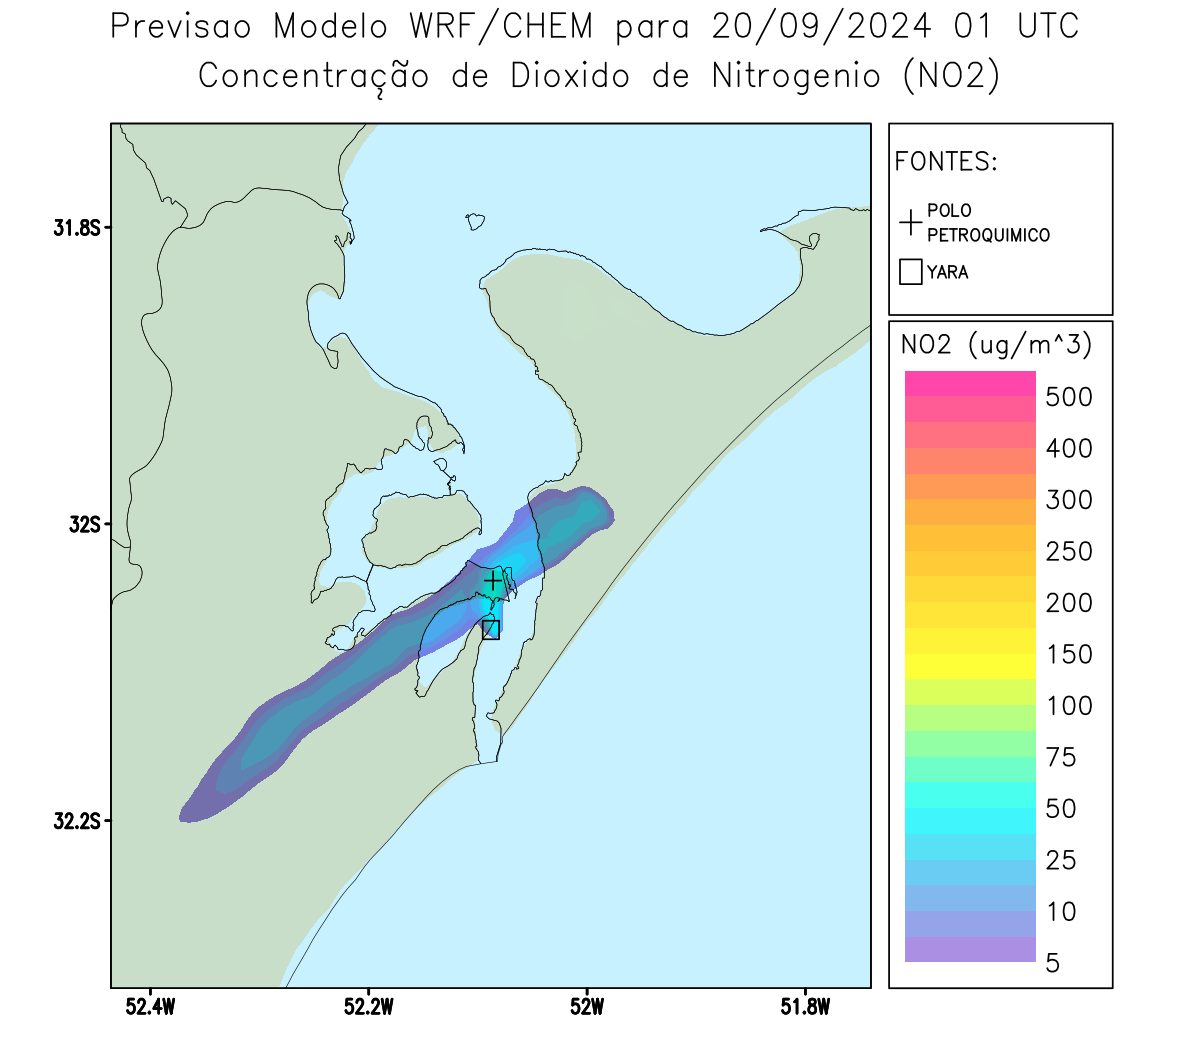 Previsao Modelo WRF/CHEM para 20/09/2024 01 UTC
Concentração de Dioxido de Nitrogenio (NO2)
FONTES:
POLO
PETROQUIMICO
YARA
31.8S
32S
32.2S
52.4W
52.2W
52W
51.8W
NO2 (ug/m^3)
500
400
300
250
200
150
100
75
50
25
10
5